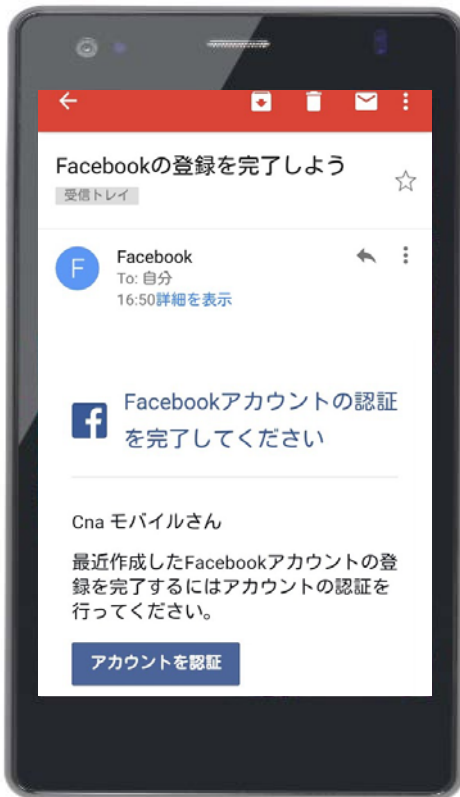 Facebookの登録を完了しよう
受信トレイ
F
Facebook
To: 自分
16:50詳細を表示
f
Facebookアカウントの認証
を完了してください
Cna モバイルさん
最近作成したFacebookアカウントの登
録を完了するにはアカウントの認証を
行ってください。
アカウントを認証